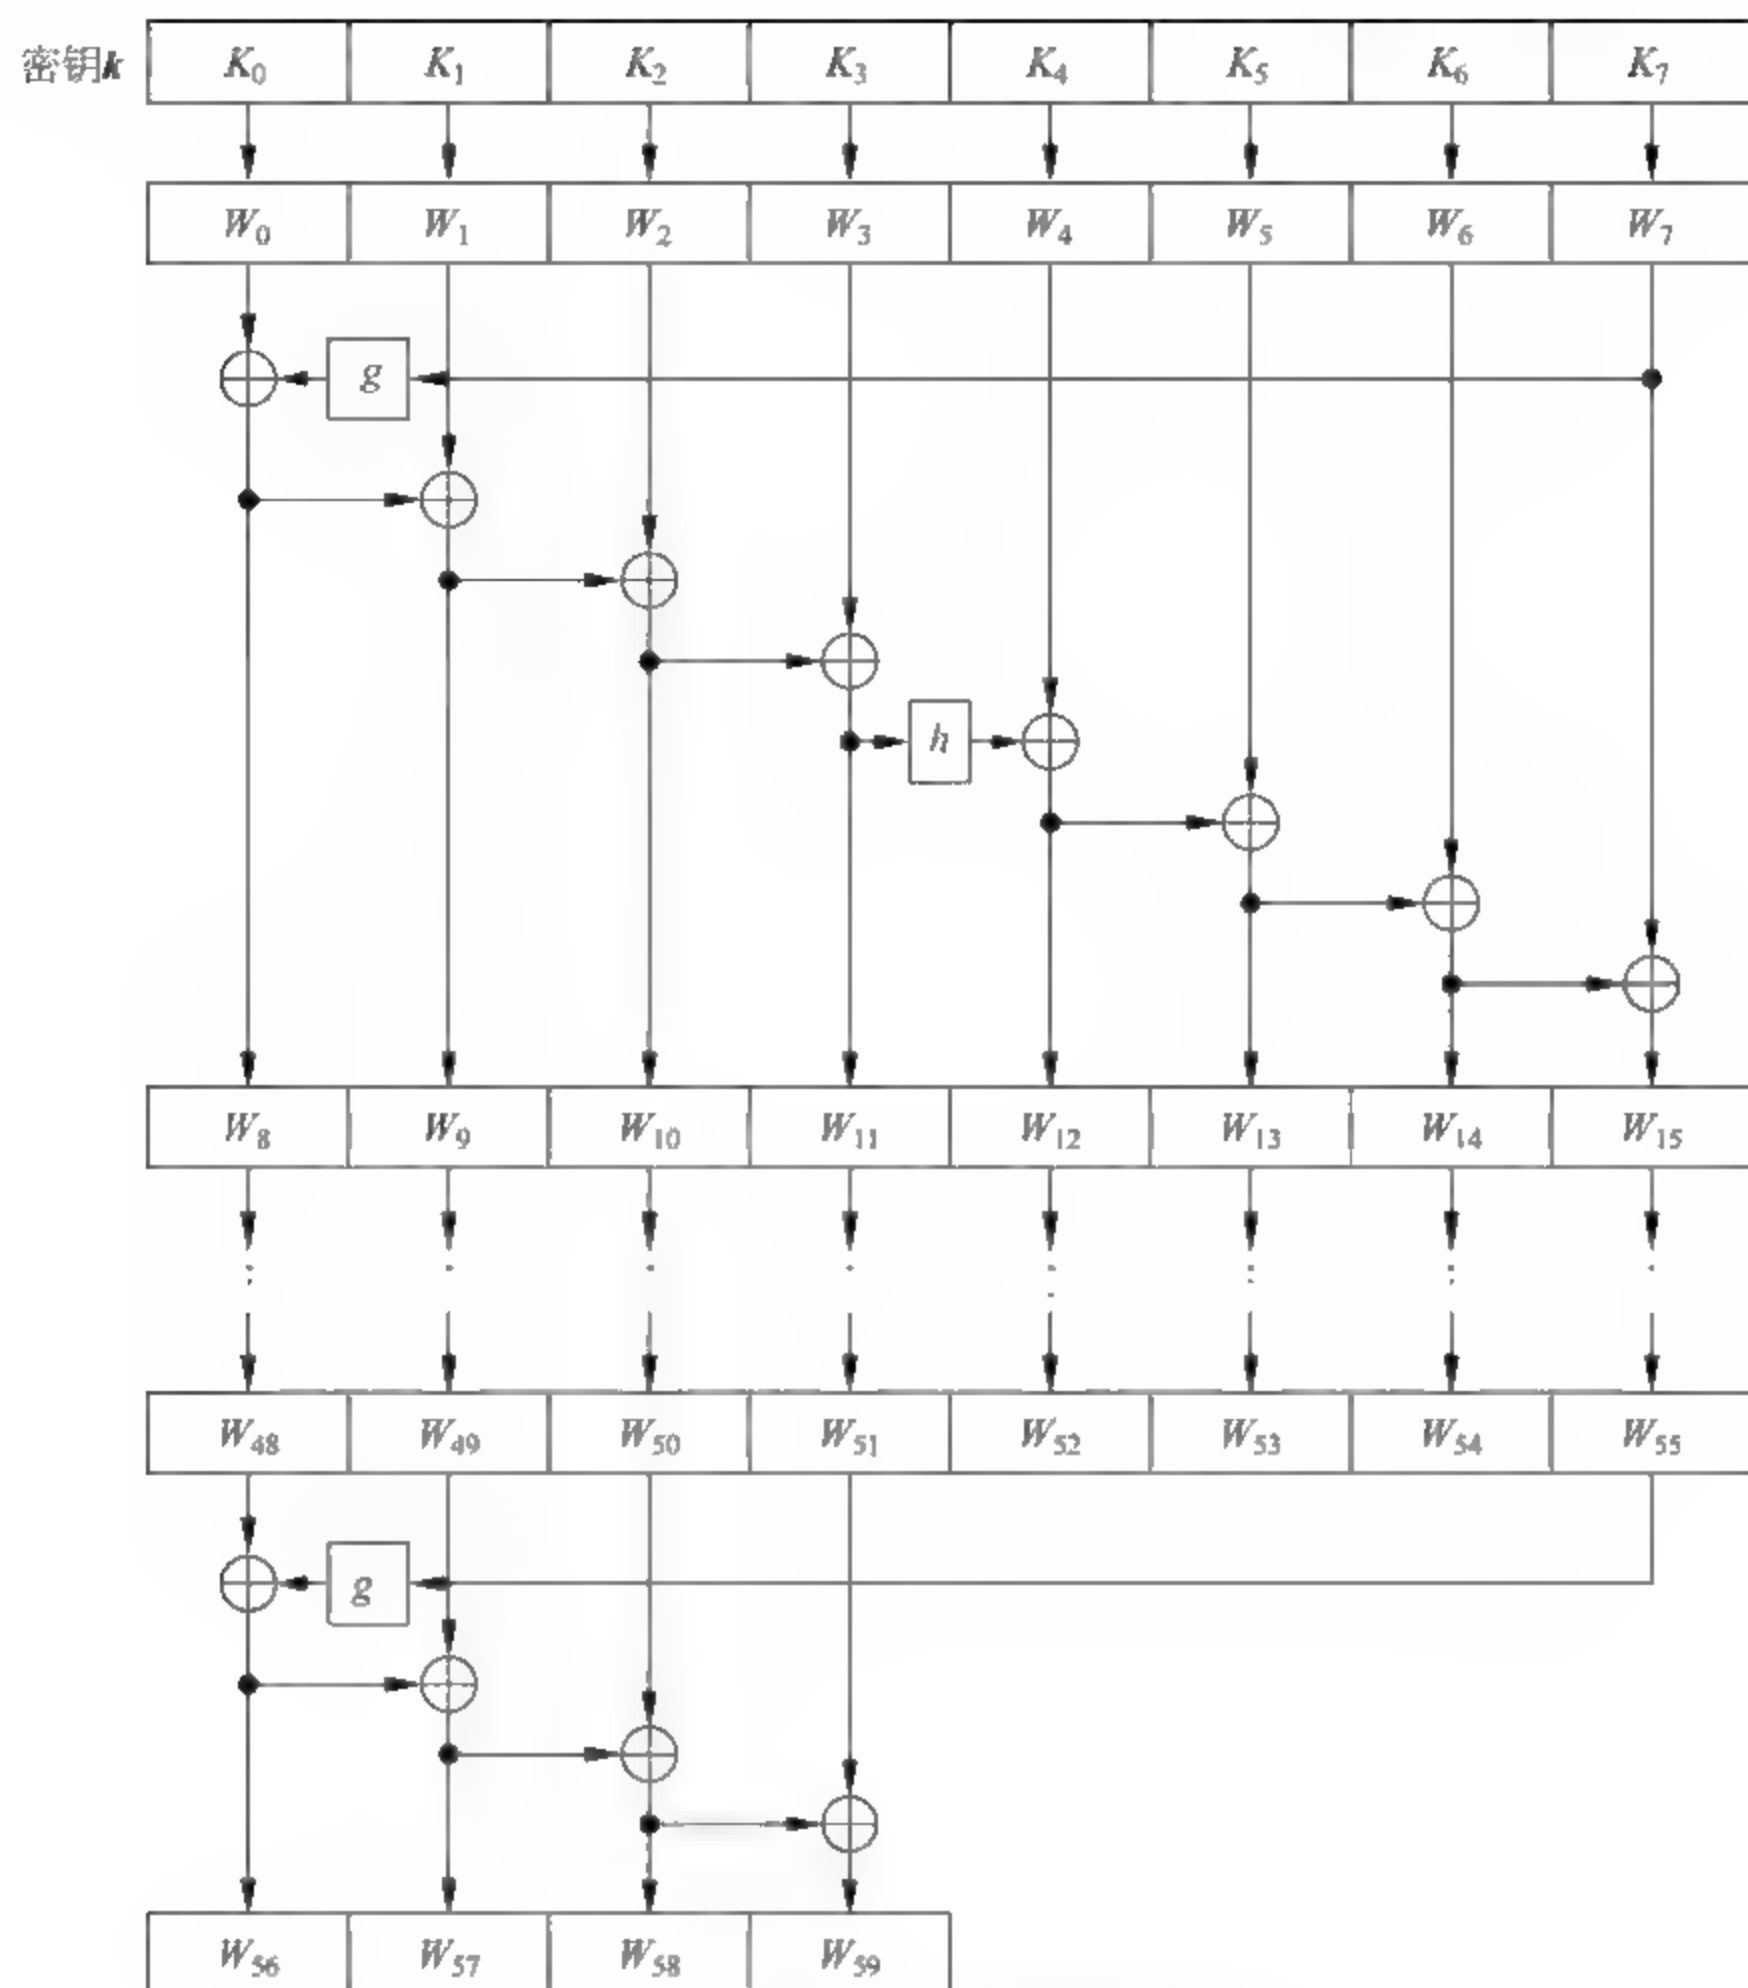 密钥k K₀ K₁ K₂ K₃ K₄ K₅ K₆ K₇
W₀ W₁ W₂ W₃ W₄ W₅ W₆ W₇
g
h
W₈ W₉ W₁₀ W₁₁ W₁₂ W₁₃ W₁₄ W₁₅
W₄₈ W₄₉ W₅₀ W₅₁ W₅₂ W₅₃ W₅₄ W₅₅
g
W₅₆ W₅₇ W₅₈ W₅₉